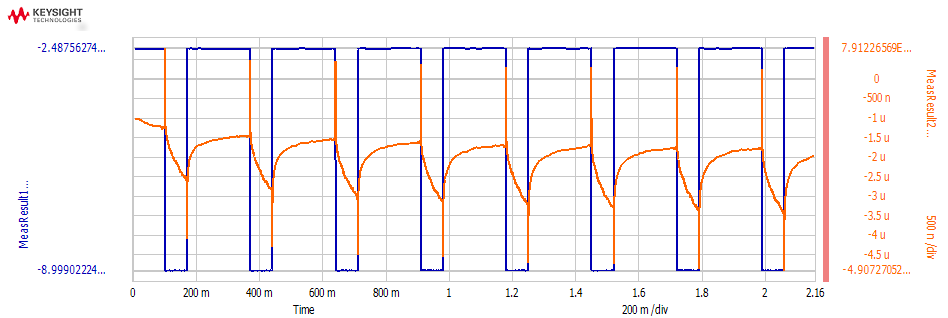 KEYSIGHT
TECHNOLOGIES
-2.48756274...
7.91226569E...
0
-500 n
-1 u
-1.5 u
-2 u
-2.5 u
-3 u
-3.5 u
-4 u
-4.5 u
-8.99902224...
-4.90727052...
MeasResult1...
MeasResult2...
500 n /div
0
200 m
400 m
600 m
800 m
1
1.2
1.4
1.6
1.8
2
2.16
Time
200 m /div